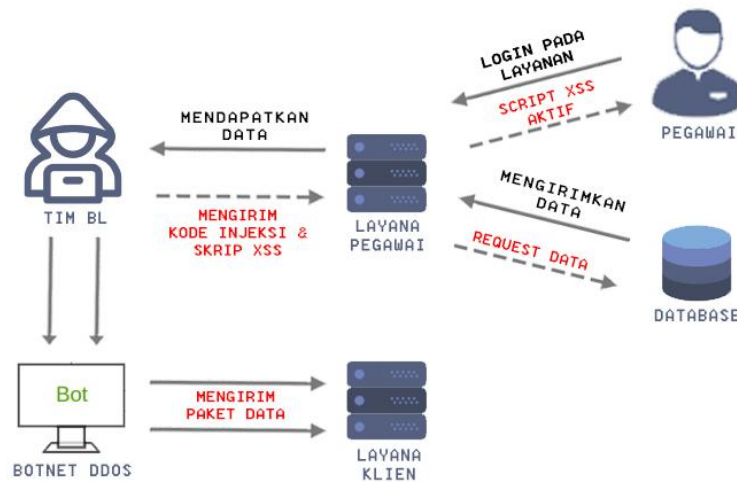 LOGIN PADA
LAYANAN
SCRIPT XSS
AKTIF
PEGAWAI
MENDAPATKAN
DATA
TIM BL
MENGIRIM
KODE INJEKSI &
SKRIP XSS
LAYANA
PEGAWAI
MENGIRIMKAN
DATA
REQUEST DATA
DATABASE
Bot
BOTNET DDOS
MENGIRIM
PAKET DATA
LAYANA
KLIEN